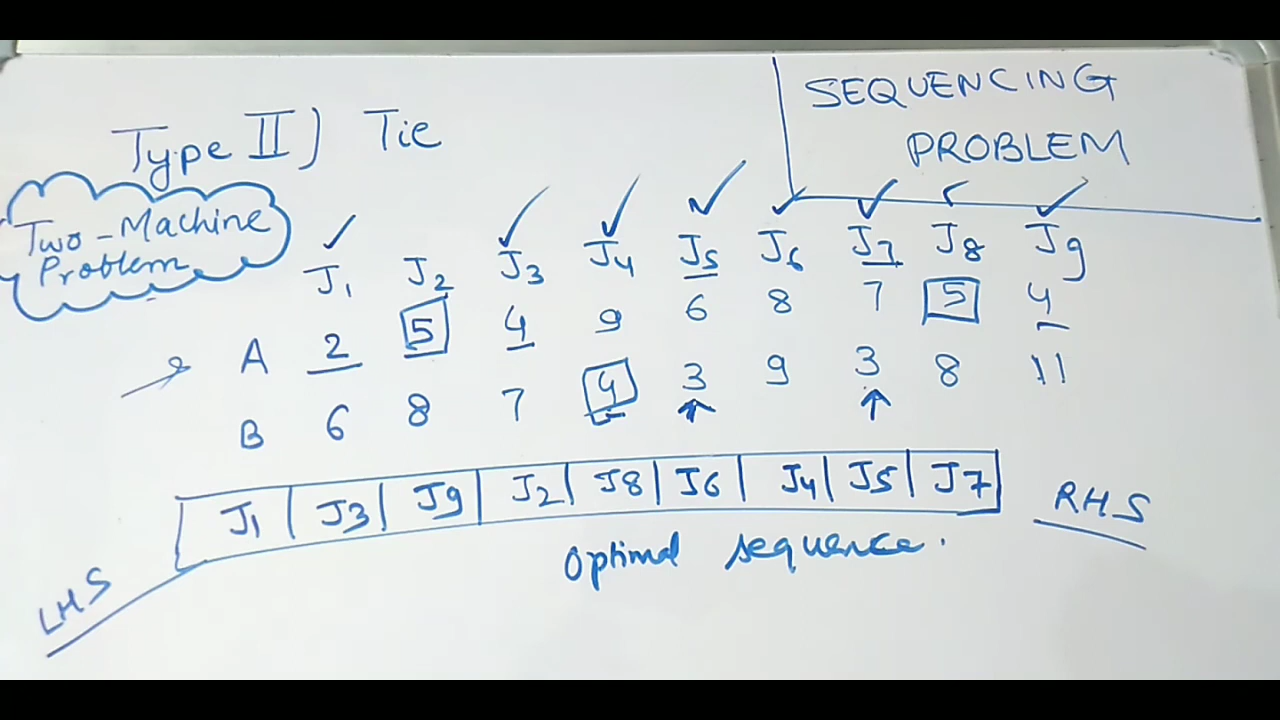 SEQUENCING
PROBLEM
Type II) Tie
Two-Machine
Problem
J1 J2 J3 J4 J5 J6 J7 J8 J9
A 2 5 4 9 6 8 7 5 4
B 6 8 7 4 3 9 3 8 11
J1 | J3 | J9 | J2 | J8 | J6 | J4 | J5 | J7
LHS
RHS
Optimal sequence.